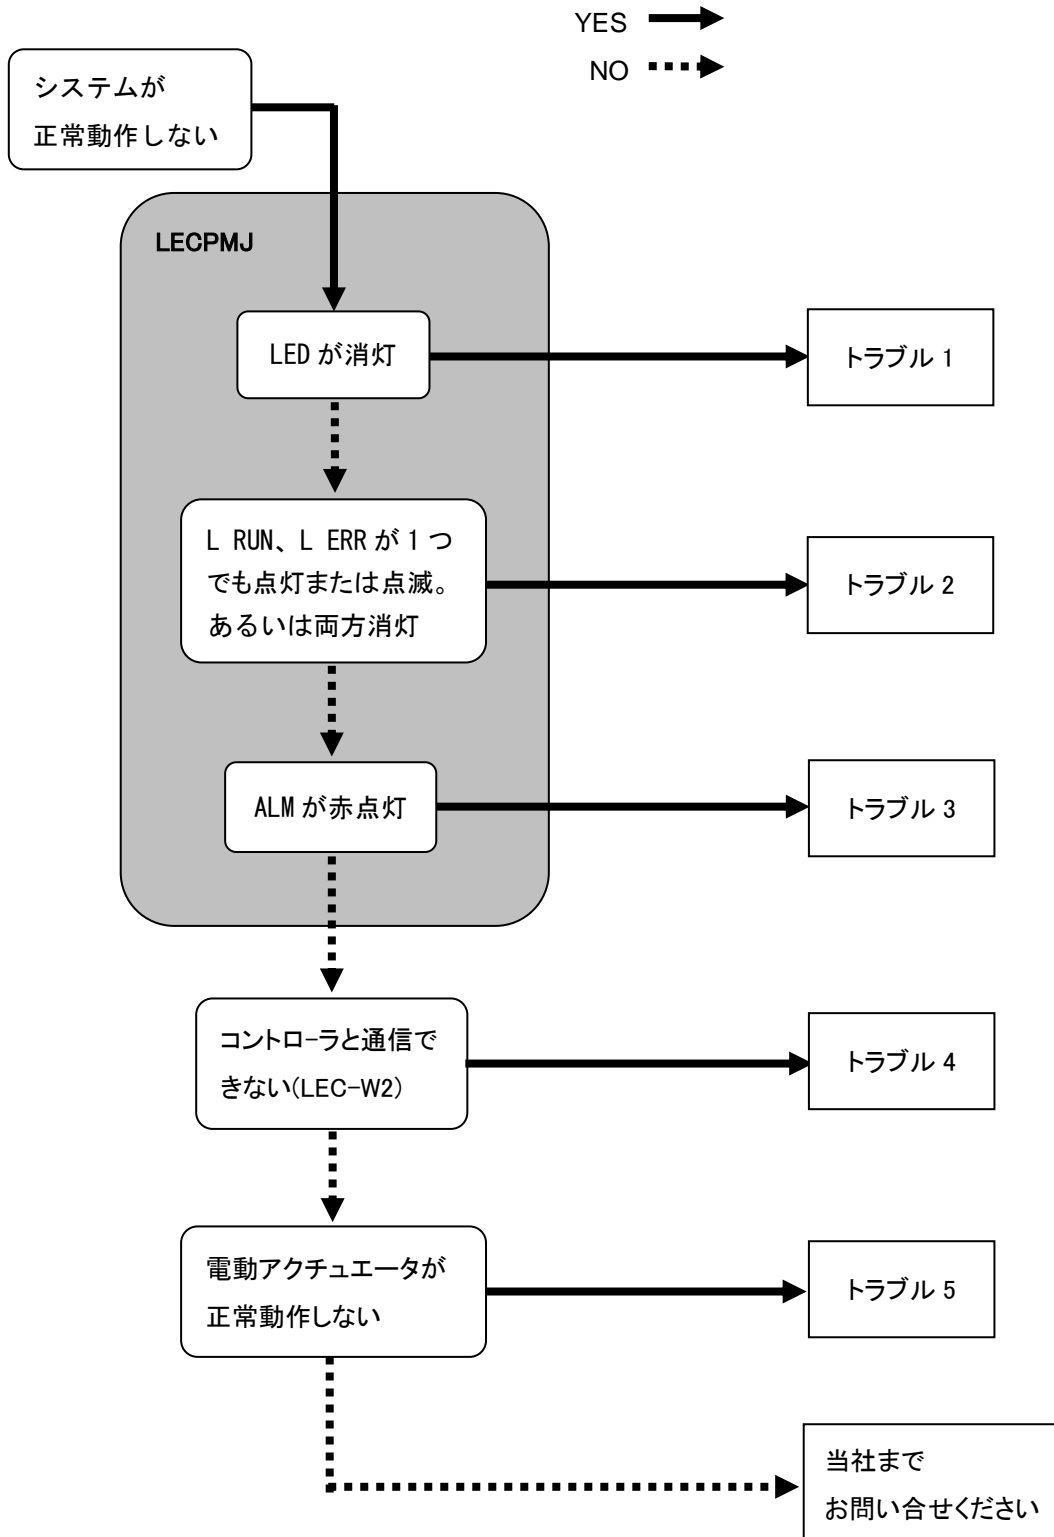 YES
NO
システムが
正常動作しない
LECPMJ
LED が消灯
トラブル 1
L RUN、L ERR が 1 つ
でも点灯または点滅。
あるいは両方消灯
トラブル 2
ALM が赤点灯
トラブル 3
コントロ-ラと通信で
きない(LEC-W2)
トラブル 4
電動アクチュエータが
正常動作しない
トラブル 5
当社まで
お問い合せください